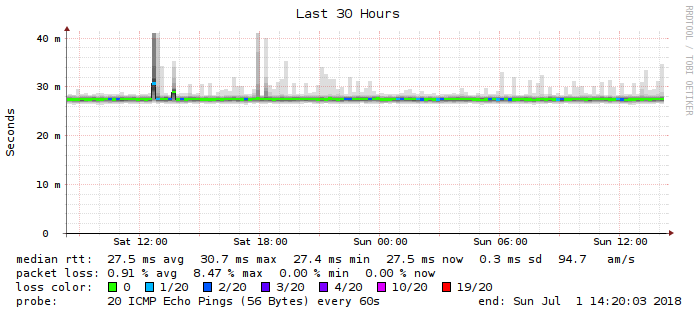 Last 30 Hours
RRDTOOL / TOBI OETIKER
Seconds
40 m
30 m
20 m
10 m
0
Sat 12:00 Sat 18:00 Sun 00:00 Sun 06:00 Sun 12:00
median rtt: 27.5 ms avg 30.7 ms max 27.4 ms min 27.5 ms now 0.3 ms sd 94.7 am/s
packet loss: 0.91 % avg 8.47 % max 0.00 % min 0.00 % now
loss color: 0 1/20 2/20 3/20 4/20 10/20 19/20
probe: 20 ICMP Echo Pings (56 Bytes) every 60s end: Sun Jul 1 14:20:03 2018